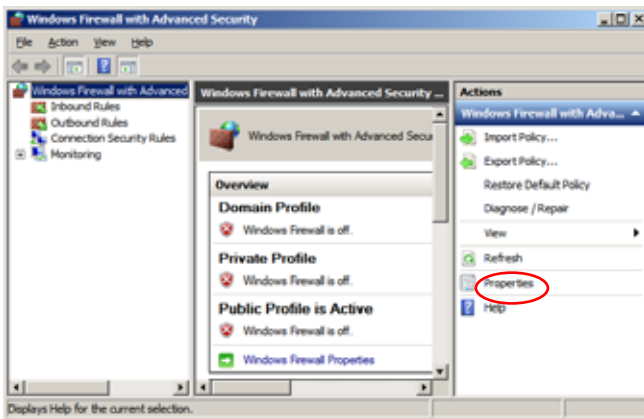 Windows Firewall with Advanced Security
File Action View Help
Windows Firewall with Advanced
Inbound Rules
Outbound Rules
Connection Security Rules
Monitoring
Windows Firewall with Advanced Security ...
Windows Firewall with Advanced Secur
Overview
Domain Profile
Windows Firewall is off.
Private Profile
Windows Firewall is off.
Public Profile is Active
Windows Firewall is off.
Windows Firewall Properties
Actions
Windows Firewall with Adva...
Import Policy...
Export Policy...
Restore Default Policy
Diagnose / Repair
View
Refresh
Properties
Help
Displays Help for the current selection.